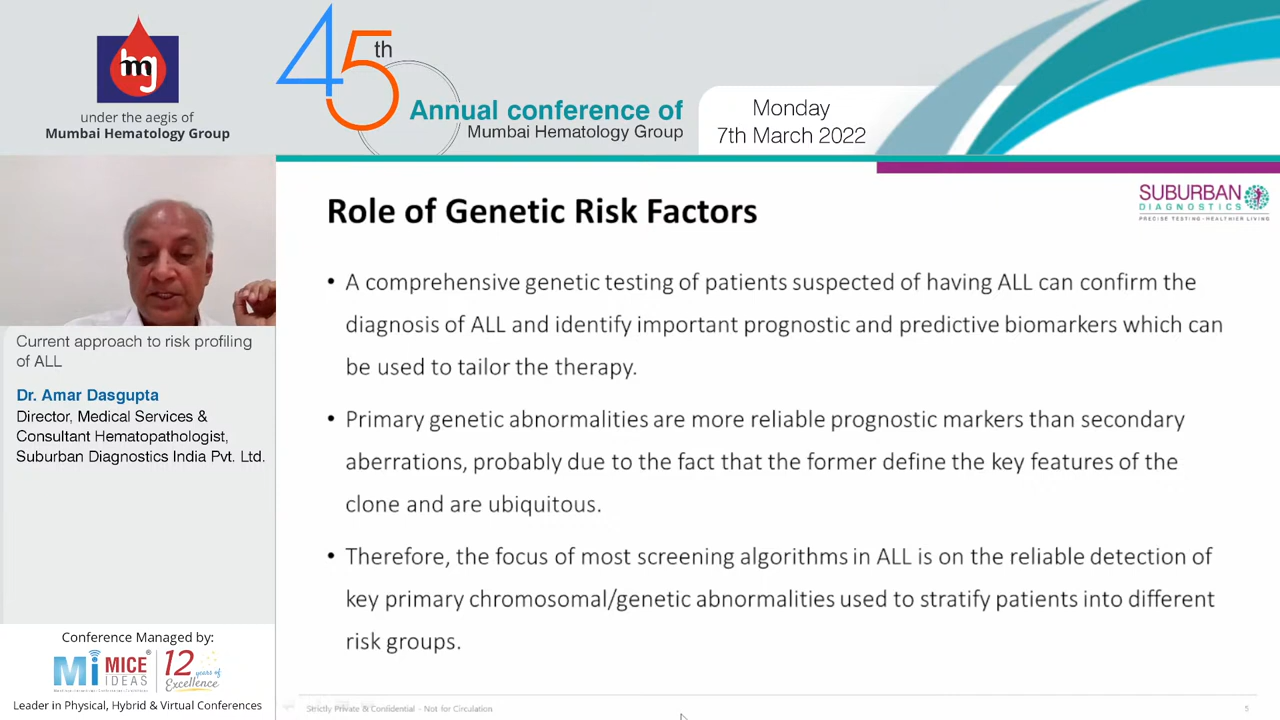 hmg
under the aegis of
Mumbai Hematology Group
45th
Annual conference of
Mumbai Hematology Group
Monday
7th March 2022
Current approach to risk profiling
of ALL
Dr. Amar Dasgupta
Director, Medical Services &
Consultant Hematopathologist,
Suburban Diagnostics India Pvt. Ltd.
Conference Managed by:
Mi MICE
IDEAS
12 years of
Excellence
Leader in Physical, Hybrid & Virtual Conferences
SUBURBAN
DIAGNOSTICS
PRECISE TESTING • HEALTHIER LIVING
Role of Genetic Risk Factors
• A comprehensive genetic testing of patients suspected of having ALL can confirm the
diagnosis of ALL and identify important prognostic and predictive biomarkers which can
be used to tailor the therapy.
• Primary genetic abnormalities are more reliable prognostic markers than secondary
aberrations, probably due to the fact that the former define the key features of the
clone and are ubiquitous.
• Therefore, the focus of most screening algorithms in ALL is on the reliable detection of
key primary chromosomal/genetic abnormalities used to stratify patients into different
risk groups.
Strictly Private & Confidential - Not for Circulation
5